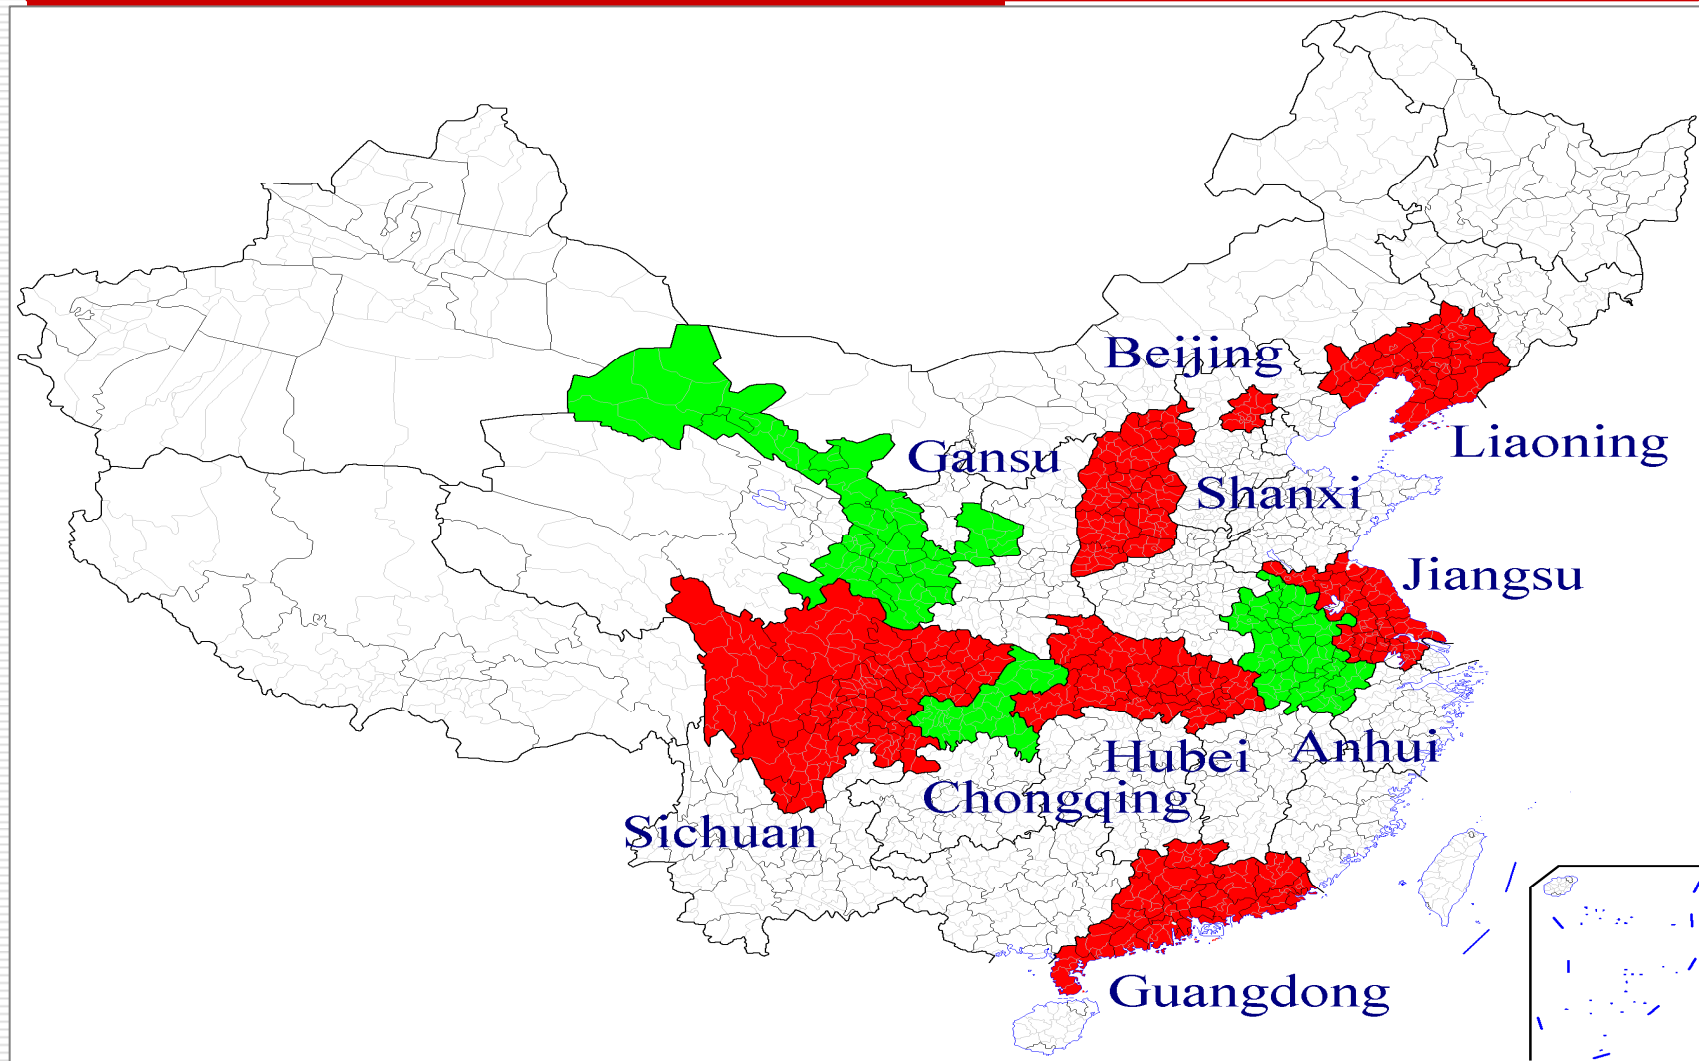 Beijing
Liaoning
Gansu
Shanxi
Jiangsu
Hubei
Anhui
Chongqing
Sichuan
Guangdong